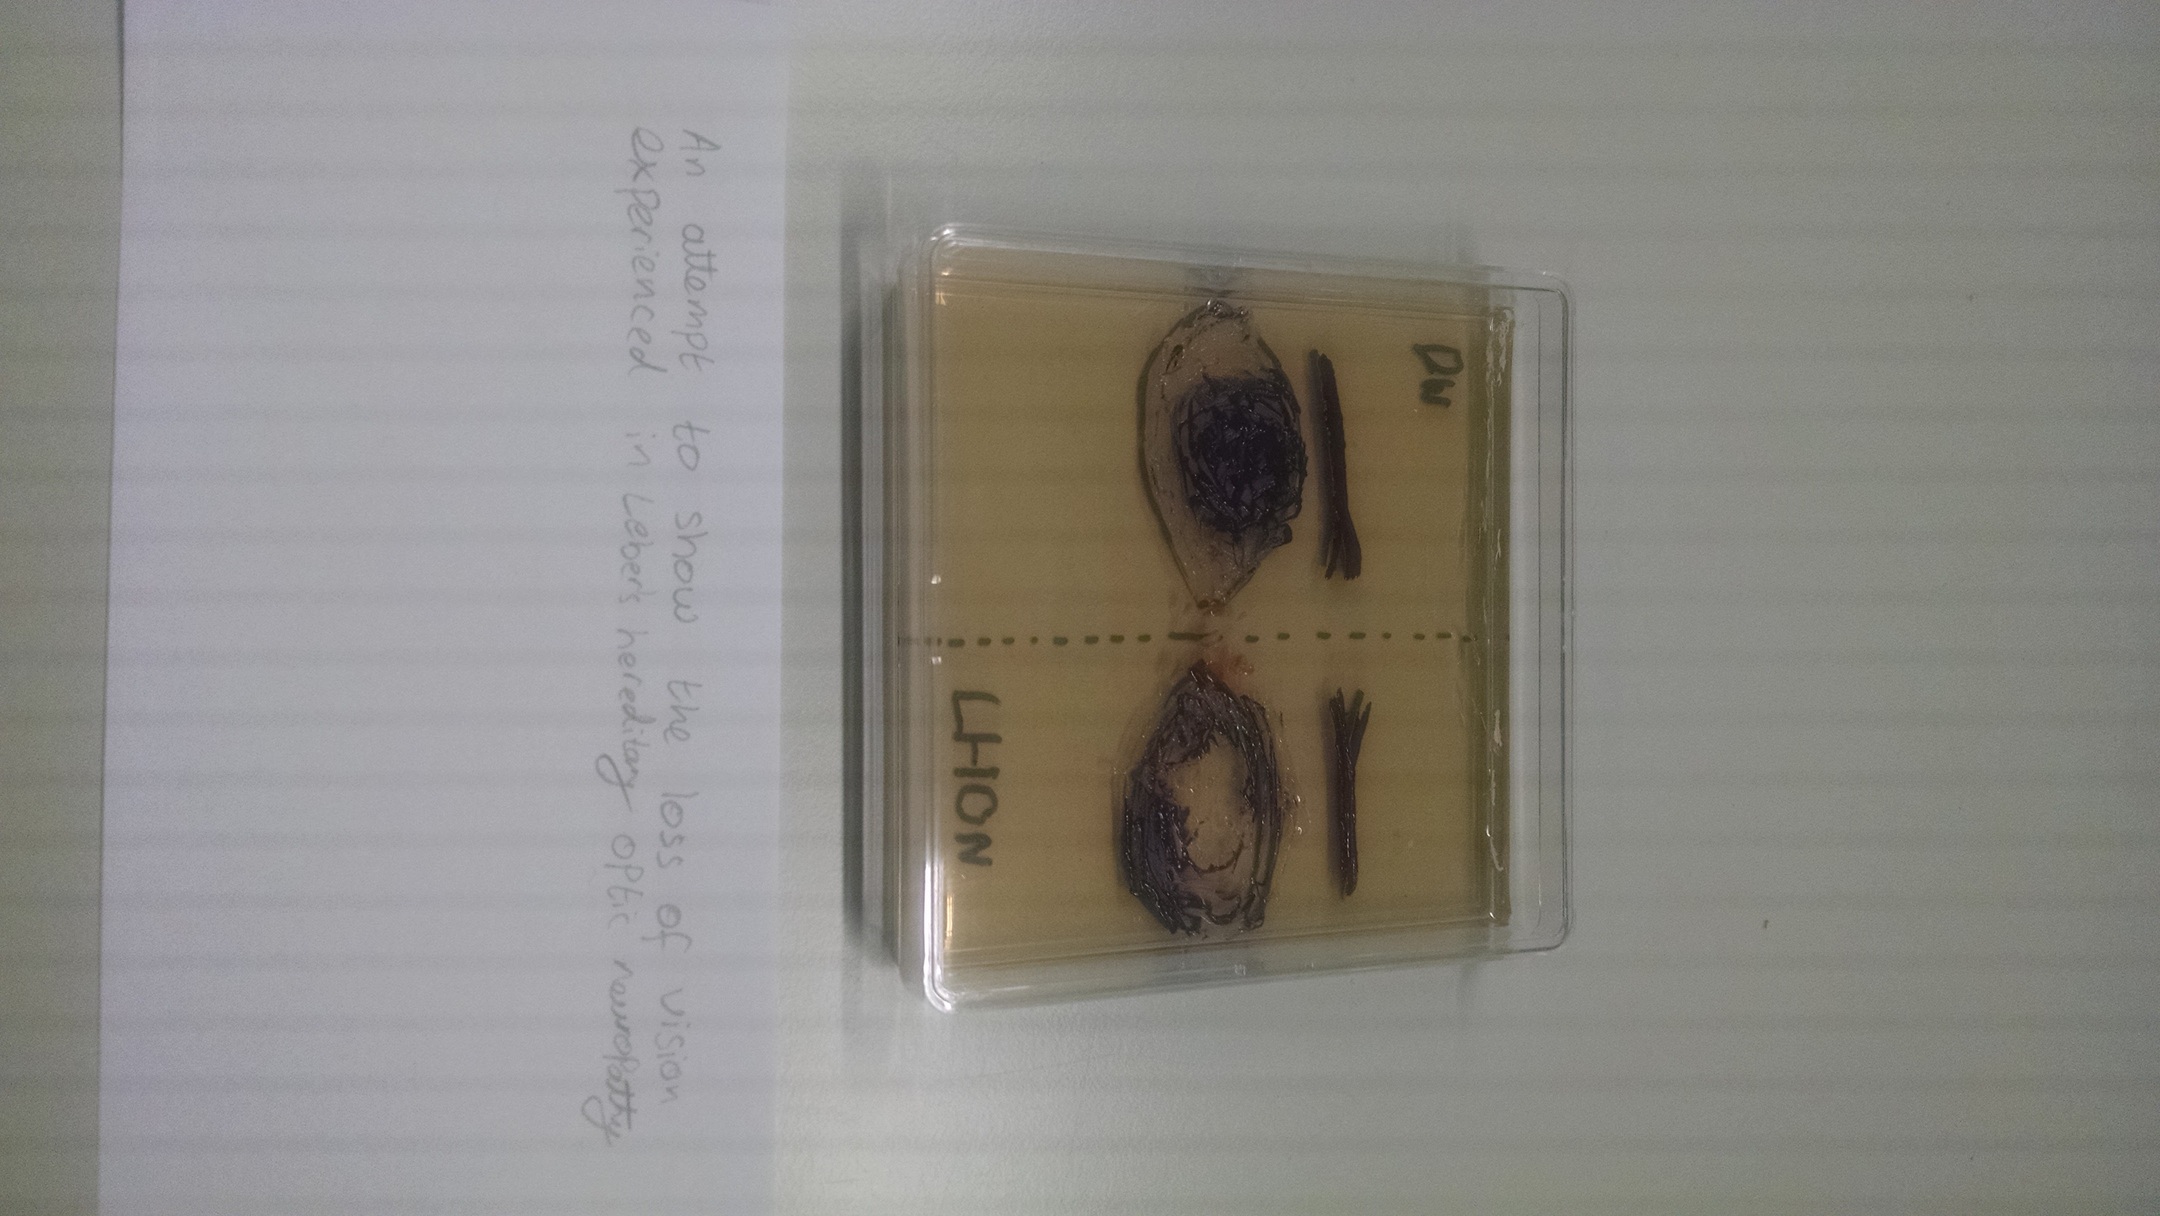 DW
LHON
An attempt to show the loss of vision
experienced in Leber's hereditary optic neuropathy